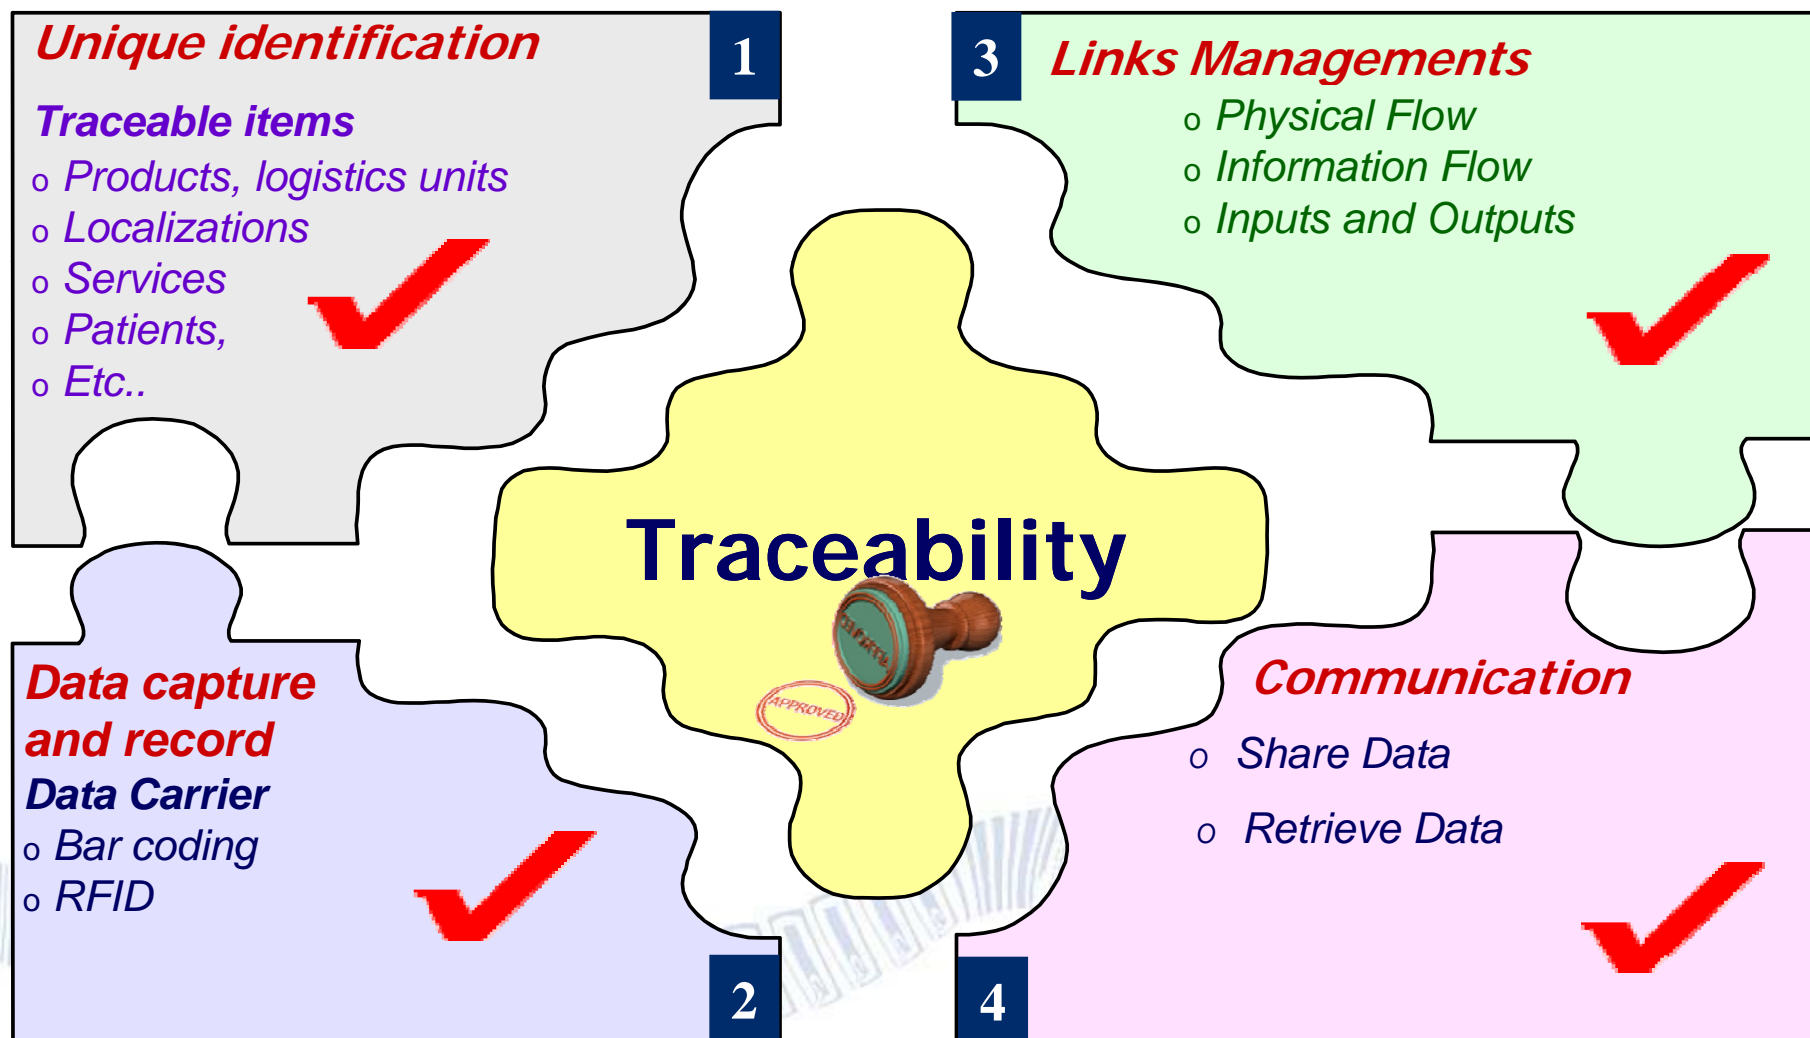 Unique identification
1
Traceable items
o Products, logistics units
o Localizations
o Services
o Patients,
o Etc..
Data capture
and record
Data Carrier
o Bar coding
o RFID
2
3
Links Managements
o Physical Flow
o Information Flow
o Inputs and Outputs
Communication
o Share Data
o Retrieve Data
4
Traceability
APPROVED